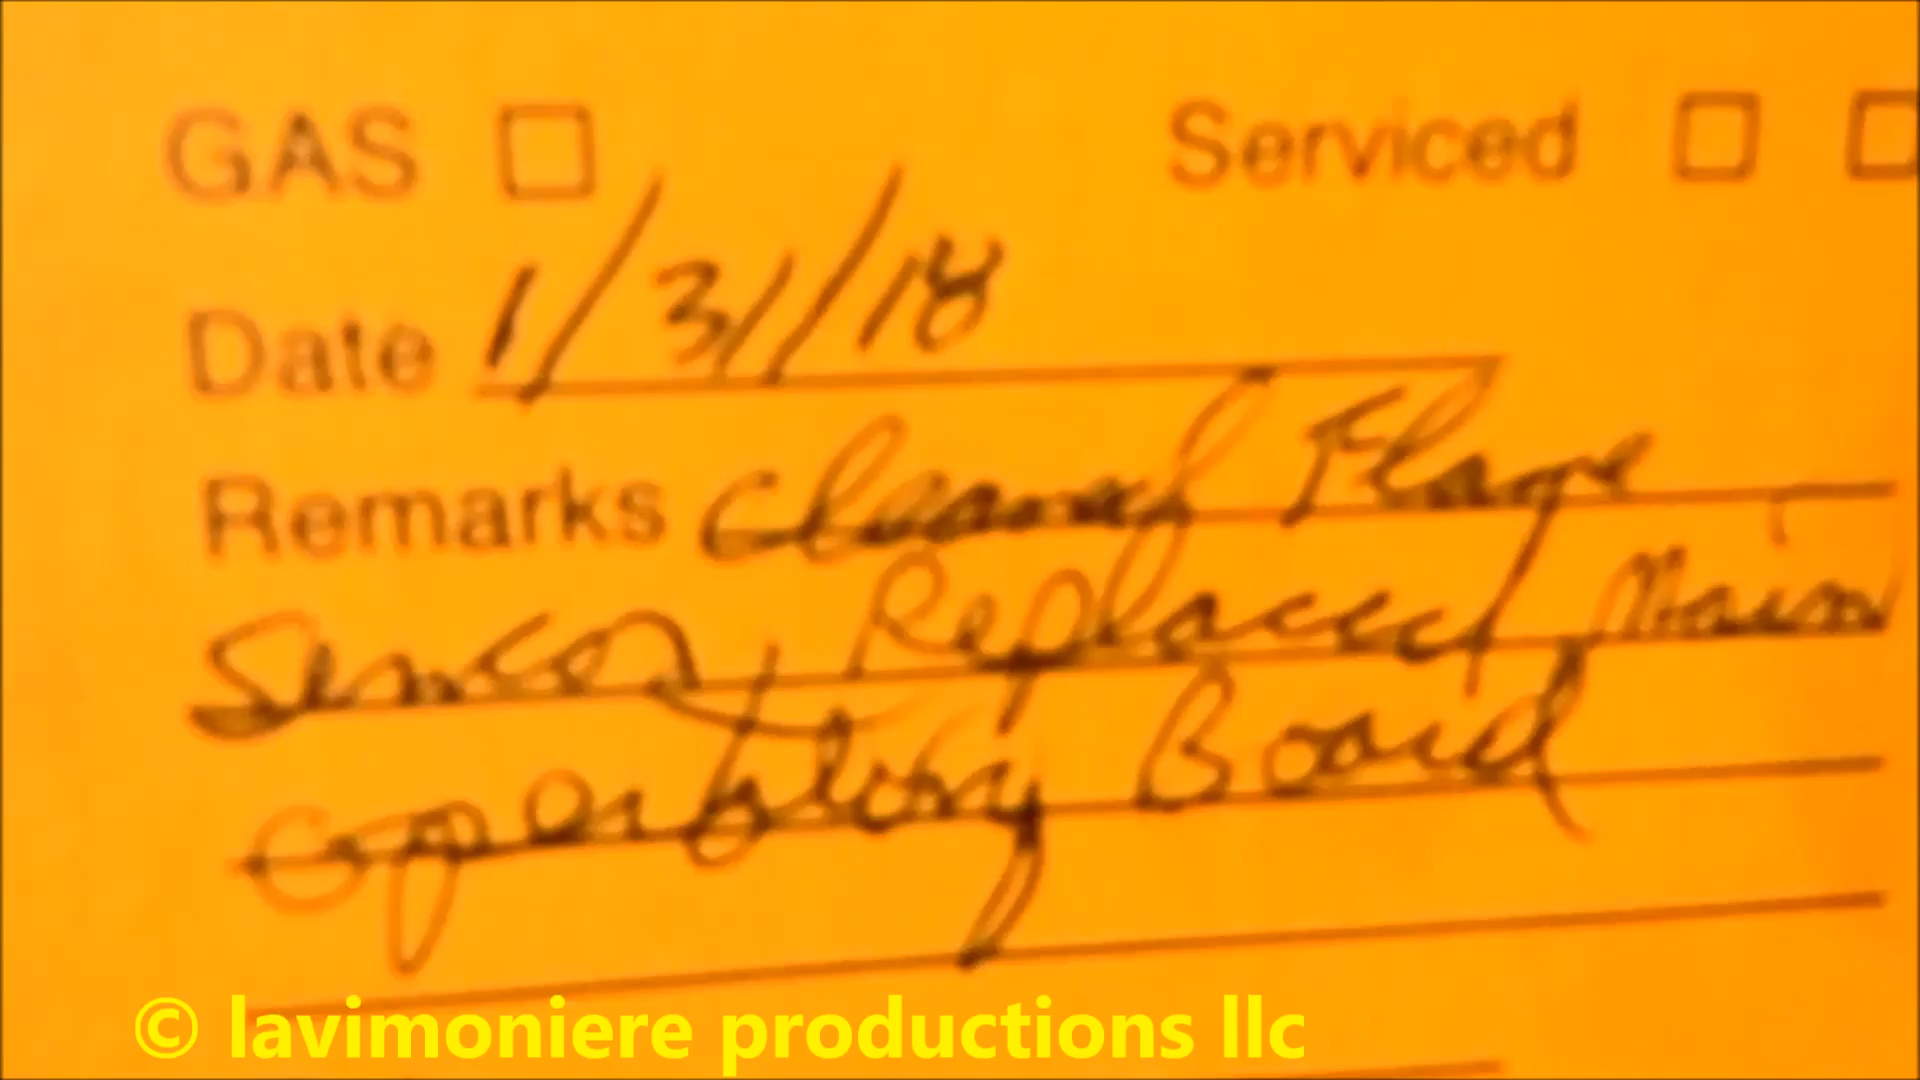 GAS Serviced
Date 1/31/18
Remarks Cleaned Flame
Sensor, Replaced Main
Operating Board
© lavimoniere productions llc